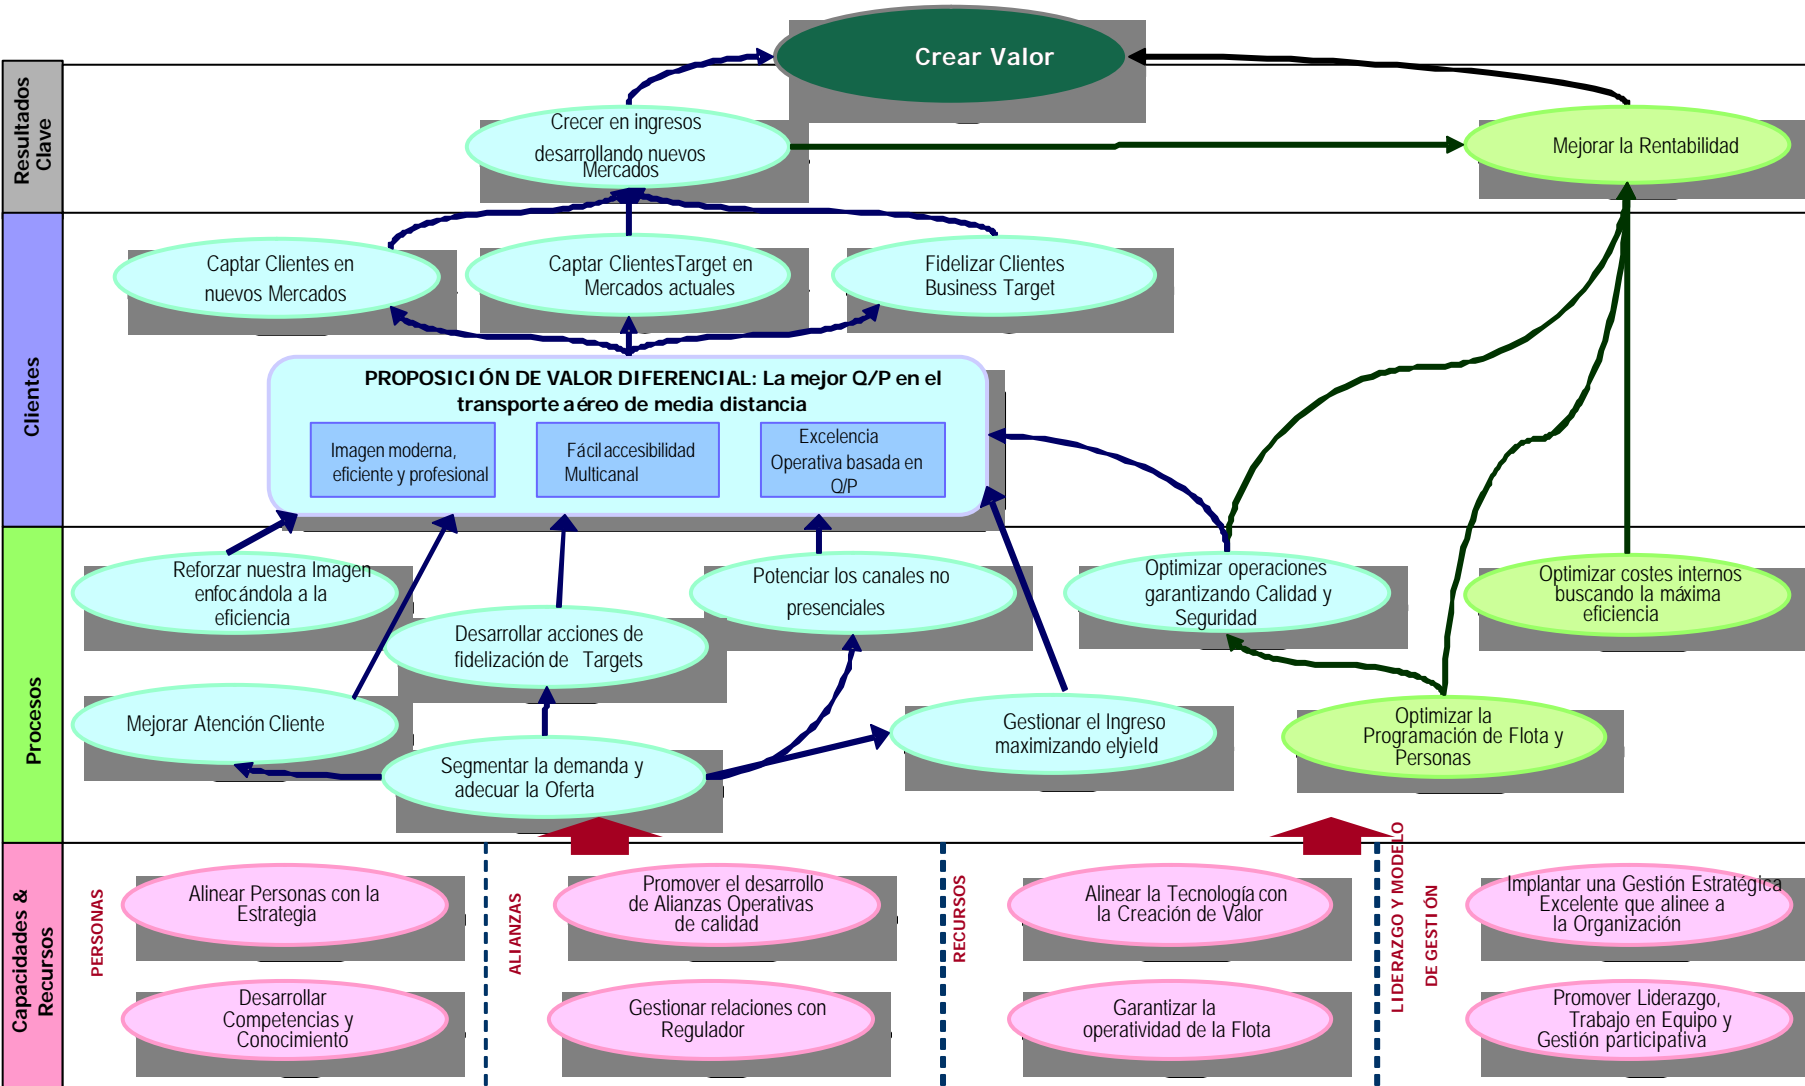 Crear Valor
Resultados
Clave
Crecer en ingresos
desarrollando nuevos
Mercados
Mejorar la Rentabilidad
Clientes
Captar Clientes en
nuevos Mercados
Captar ClientesTarget en
Mercados actuales
Fidelizar Clientes
Business Target
PROPOSICIÓN DE VALOR DIFERENCIAL: La mejor Q/P en el
transporte aéreo de media distancia
Imagen moderna,
eficiente y profesional
Fácil accesibilidad
Multicanal
Excelencia
Operativa basada en
Q/P
Procesos
Reforzar nuestra Imagen
enfocándola a la
eficiencia
Desarrollar acciones de
fidelización de Targets
Potenciar los canales no
presenciales
Optimizar operaciones
garantizando Calidad y
Seguridad
Optimizar costes internos
buscando la máxima
eficiencia
Mejorar Atención Cliente
Segmentar la demanda y
adecuar la Oferta
Gestionar el Ingreso
maximizando elyield
Optimizar la
Programación de Flota y
Personas
Capacidades &
Recursos
PERSONAS
Alinear Personas con la
Estrategia
Desarrollar
Competencias y
Conocimiento
ALIANZAS
Promover el desarrollo
de Alianzas Operativas
de calidad
Gestionar relaciones con
Regulador
RECURSOS
Alinear la Tecnología con
la Creación de Valor
Garantizar la
operatividad de la Flota
LIDERAZGO Y MODELO
DE GESTIÓN
Implantar una Gestión Estratégica
Excelente que alinee a
la Organización
Promover Liderazgo,
Trabajo en Equipo y
Gestión participativa